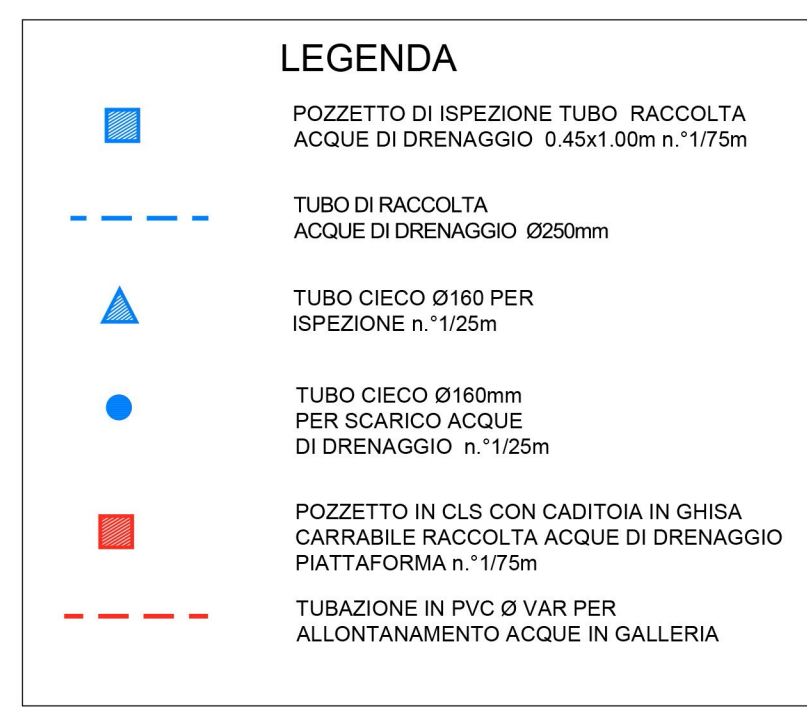 LEGENDA
POZZETTO DI ISPEZIONE TUBO RACCOLTA
ACQUE DI DRENAGGIO 0.45x1.00m n.°1/75m
TUBO DI RACCOLTA
ACQUE DI DRENAGGIO Ø250mm
TUBO CIECO Ø160 PER
ISPEZIONE n.°1/25m
TUBO CIECO Ø160mm
PER SCARICO ACQUE
DI DRENAGGIO n.°1/25m
POZZETTO IN CLS CON CADITOIA IN GHISA
CARRABILE RACCOLTA ACQUE DI DRENAGGIO
PIATTAFORMA n.°1/75m
TUBAZIONE IN PVC Ø VAR PER
ALLONTANAMENTO ACQUE IN GALLERIA